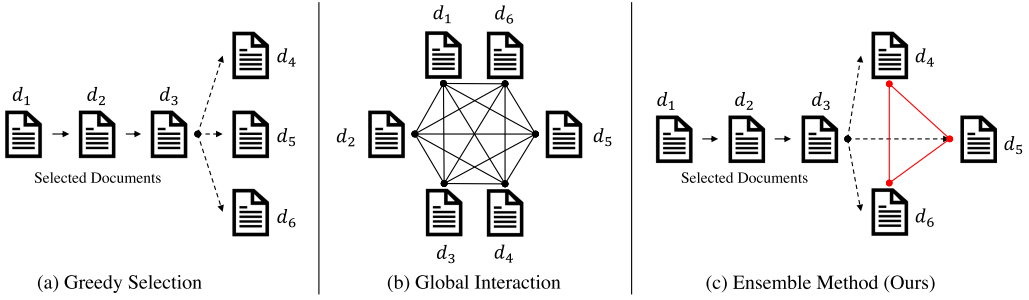 d₁ d₂ d₃ d₄ d₅ d₆
Selected Documents
(a) Greedy Selection
d₁ d₆
d₂ d₅
d₃ d₄
(b) Global Interaction
d₁ d₂ d₃ d₄ d₅ d₆
Selected Documents
(c) Ensemble Method (Ours)